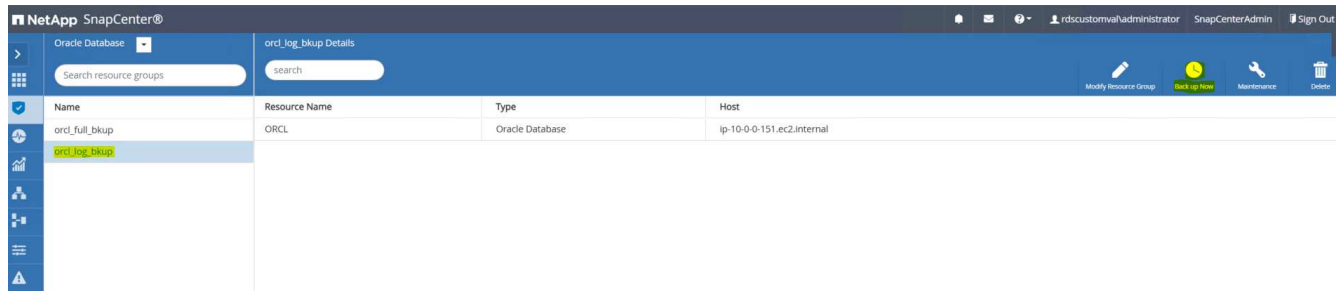 NetApp SnapCenter®
rdscustomval\administrator SnapCenterAdmin Sign Out
Oracle Database
orcl_log_bkup Details
Search resource groups
search
Modify Resource Group Back up Now Maintenance Delete
Name
Resource Name Type Host
orcl_full_bkup
ORCL Oracle Database ip-10-0-0-151.ec2.internal
orcl_log_bkup